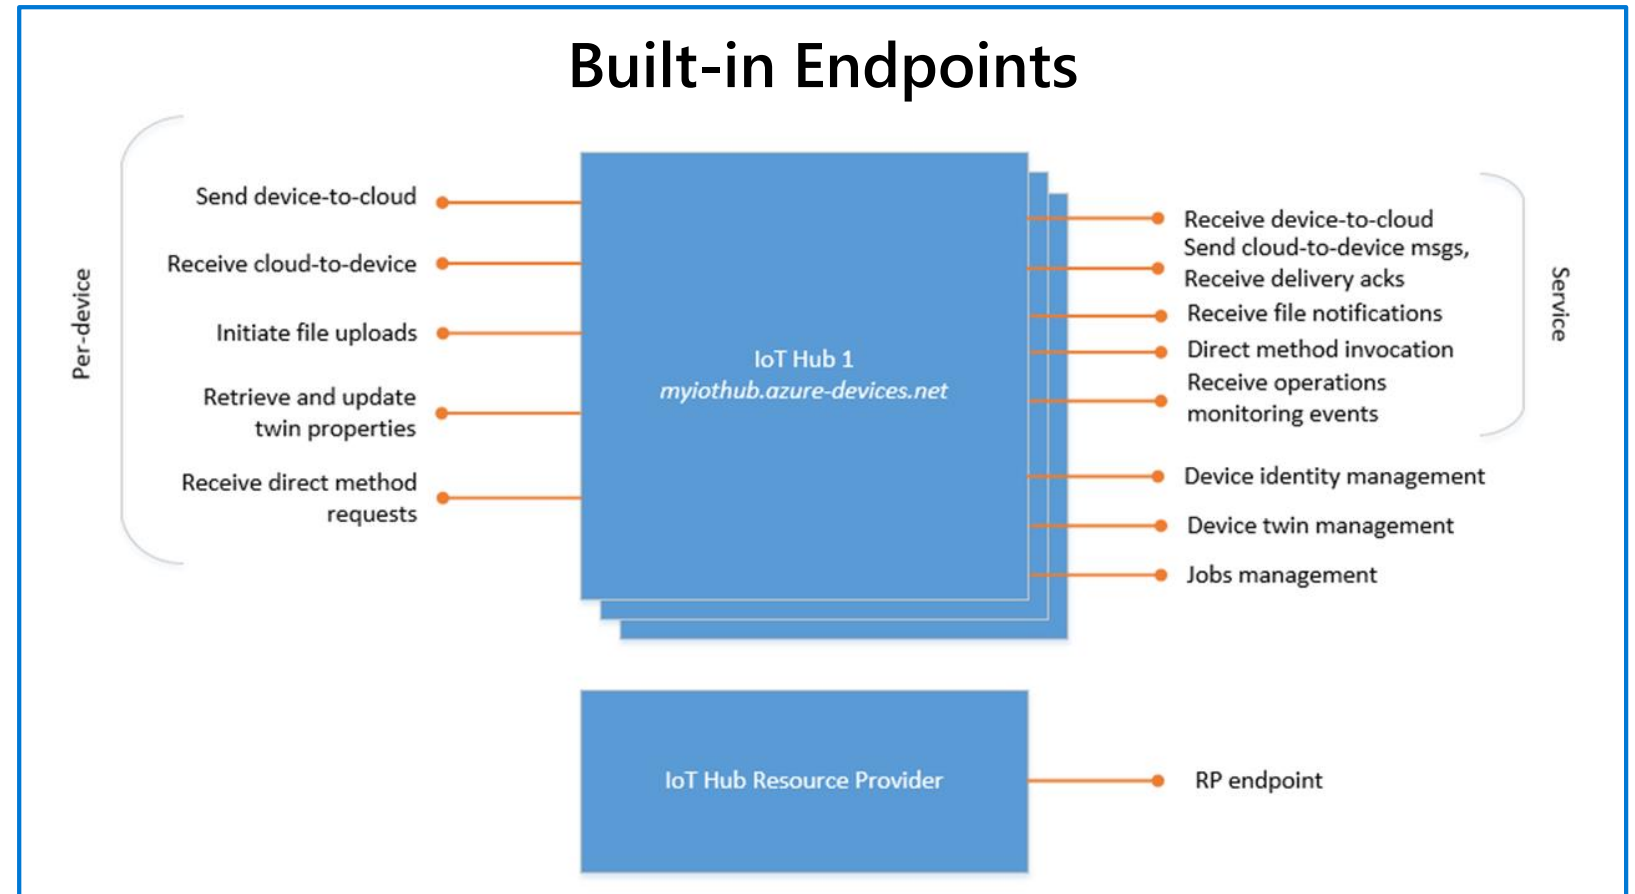 Built-in Endpoints
Per-device
Send device-to-cloud
Receive cloud-to-device
Initiate file uploads
Retrieve and update
twin properties
Receive direct method
requests
IoT Hub 1
myiothub.azure-devices.net
Receive device-to-cloud
Send cloud-to-device msgs,
Receive delivery acks
Receive file notifications
Direct method invocation
Receive operations
monitoring events
Service
Device identity management
Device twin management
Jobs management
IoT Hub Resource Provider
RP endpoint